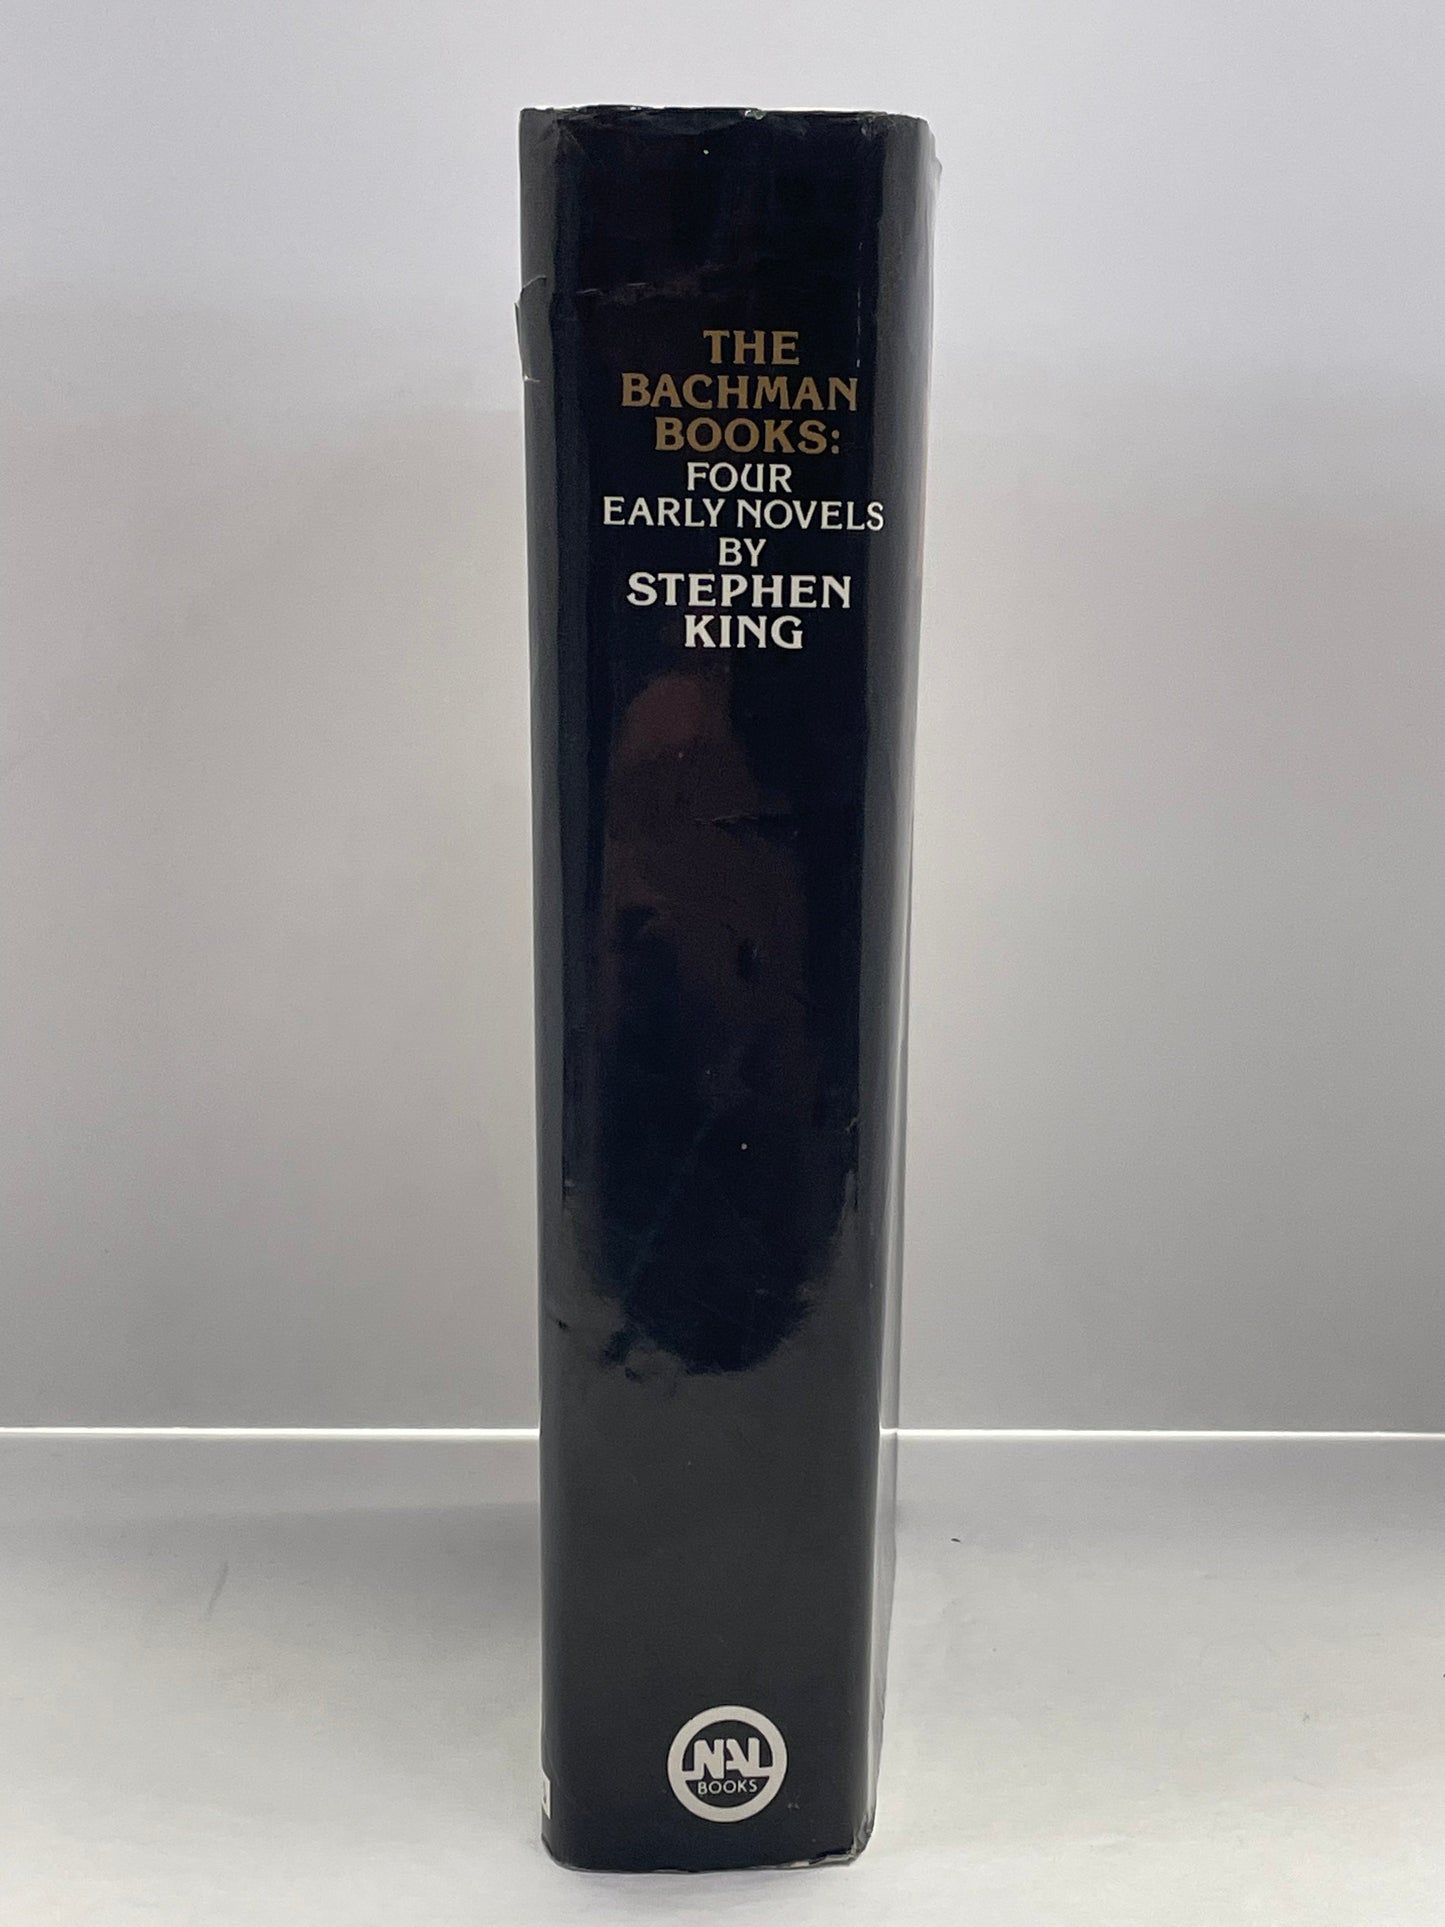 THE
BACHMAN
BOOKS:
FOUR
EARLY NOVELS
BY
STEPHEN
KING
NAL
BOOKS